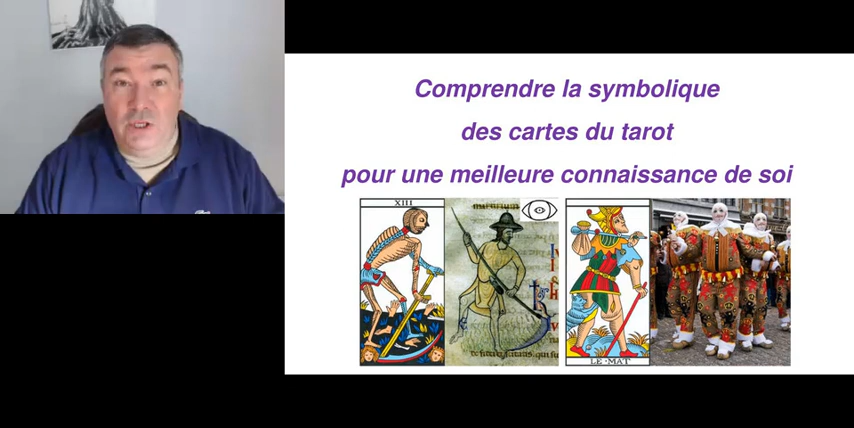 Comprendre la symbolique
des cartes du tarot
pour une meilleure connaissance de soi
XIII
LE·MAT